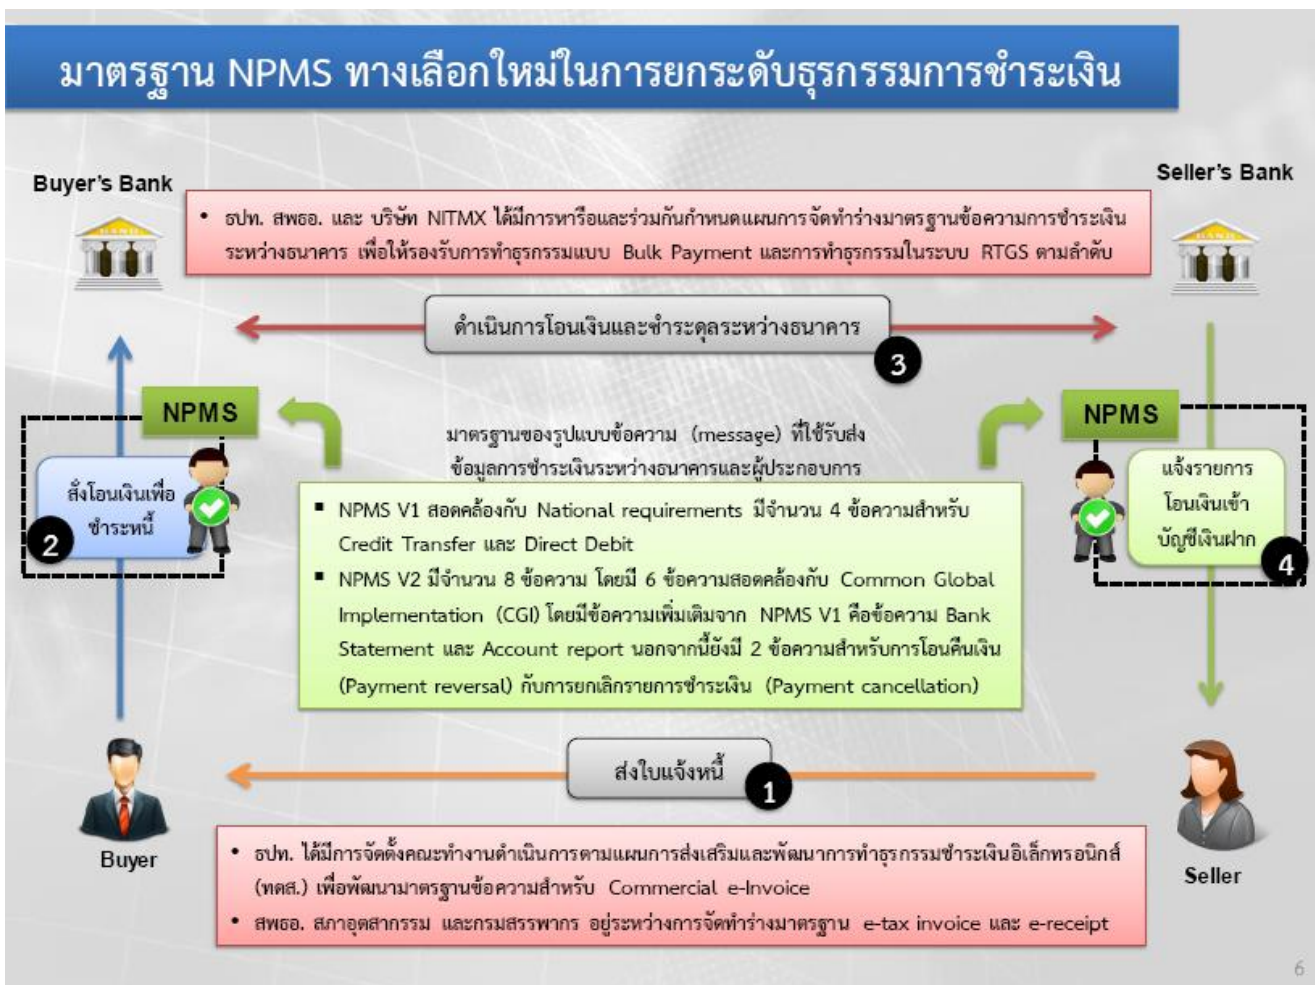 มาตรฐาน NPMS ทางเลือกใหม่ในการยกระดับธุรกรรมการชำระเงิน
Buyer's Bank
Seller's Bank
• ธปท. สพธอ. และ บริษัท NITMX ได้มีการหารือและร่วมกันกำหนดแผนการจัดทำร่างมาตรฐานข้อความการชำระเงิน
ระหว่างธนาคาร เพื่อให้รองรับการทำธุรกรรมแบบ Bulk Payment และการทำธุรกรรมในระบบ RTGS ตามลำดับ
BANK
BANK
ดำเนินการโอนเงินและชำระดุลระหว่างธนาคาร
3
NPMS
NPMS
มาตรฐานของรูปแบบข้อความ (message) ที่ใช้รับส่ง
ข้อมูลการชำระเงินระหว่างธนาคารและผู้ประกอบการ
สั่งโอนเงินเพื่อ
ชำระหนี้
2
แจ้งรายการ
โอนเงินเข้า
บัญชีเงินฝาก
4
▪ NPMS V1 สอดคล้องกับ National requirements มีจำนวน 4 ข้อความสำหรับ
Credit Transfer และ Direct Debit
▪ NPMS V2 มีจำนวน 8 ข้อความ โดยมี 6 ข้อความสอดคล้องกับ Common Global
Implementation (CGI) โดยมีข้อความเพิ่มเติมจาก NPMS V1 คือข้อความ Bank
Statement และ Account report นอกจากนี้ยังมี 2 ข้อความสำหรับการโอนคืนเงิน
(Payment reversal) กับการยกเลิกรายการชำระเงิน (Payment cancellation)
ส่งใบแจ้งหนี้
1
Buyer
Seller
• ธปท. ได้มีการจัดตั้งคณะทำงานดำเนินการตามแผนการส่งเสริมและพัฒนาการทำธุรกรรมชำระเงินอิเล็กทรอนิกส์
(ทดส.) เพื่อพัฒนามาตรฐานข้อความสำหรับ Commercial e-Invoice
• สพธอ. สภาอุตสากรรม และกรมสรรพากร อยู่ระหว่างการจัดทำร่างมาตรฐาน e-tax invoice และ e-receipt
6